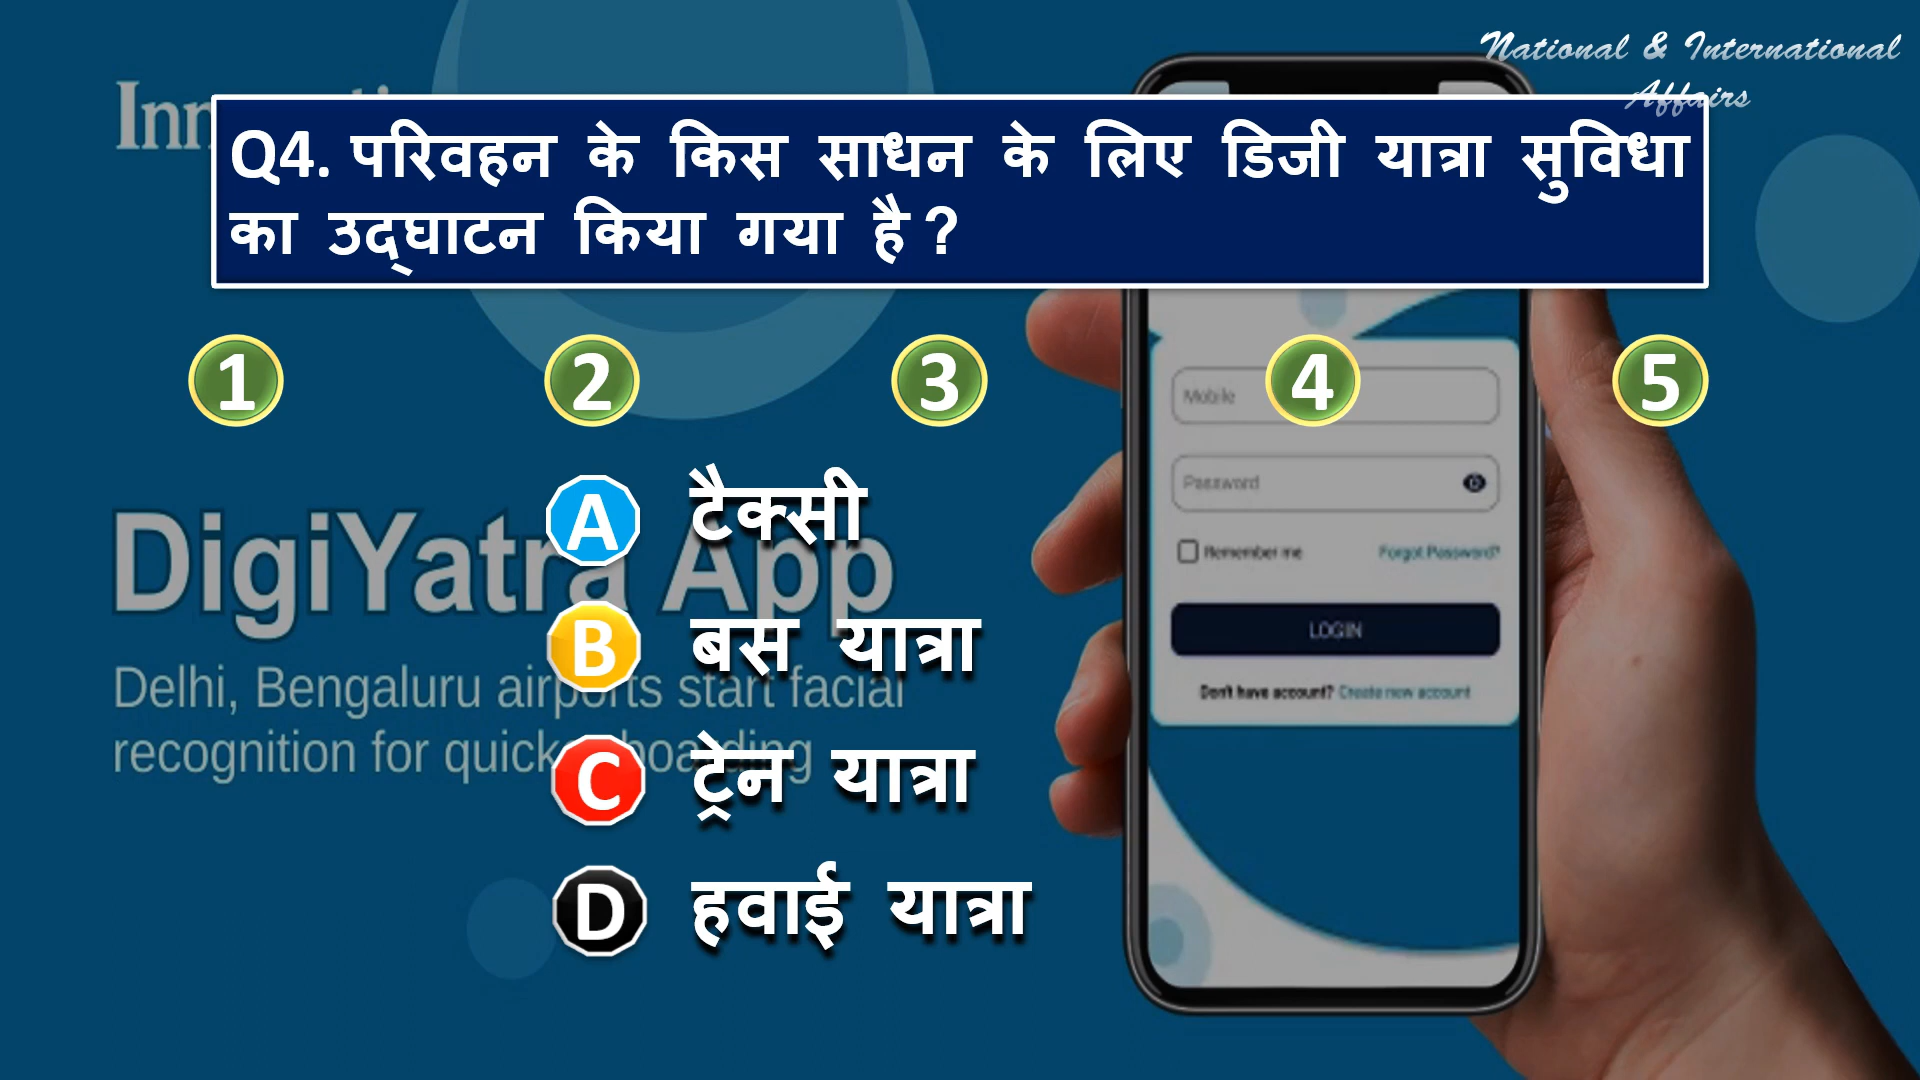 National & International
Affairs
Q4. परिवहन के किस साधन के लिए डिजी यात्रा सुविधा
का उद्घाटन किया गया है ?
1 2 3 4 5
Mobile
A टैक्सी
Password
DigiYatra App
Remember me Forgot Password?
B बस यात्रा
LOGIN
Delhi, Bengaluru airports start facial
Don't have account? Create new account
recognition for quick boarding
C ट्रेन यात्रा
D हवाई यात्रा